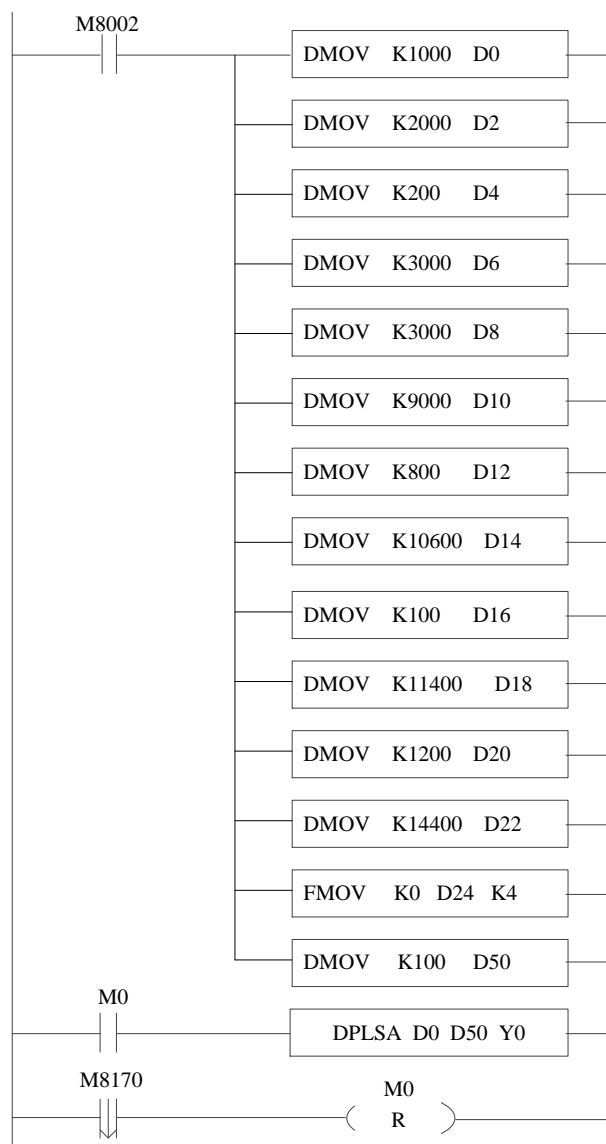 M8002
DMOV K1000 D0
DMOV K2000 D2
DMOV K200 D4
DMOV K3000 D6
DMOV K3000 D8
DMOV K9000 D10
DMOV K800 D12
DMOV K10600 D14
DMOV K100 D16
DMOV K11400 D18
DMOV K1200 D20
DMOV K14400 D22
FMOV K0 D24 K4
DMOV K100 D50
M0
DPLSA D0 D50 Y0
M8170
M0
R